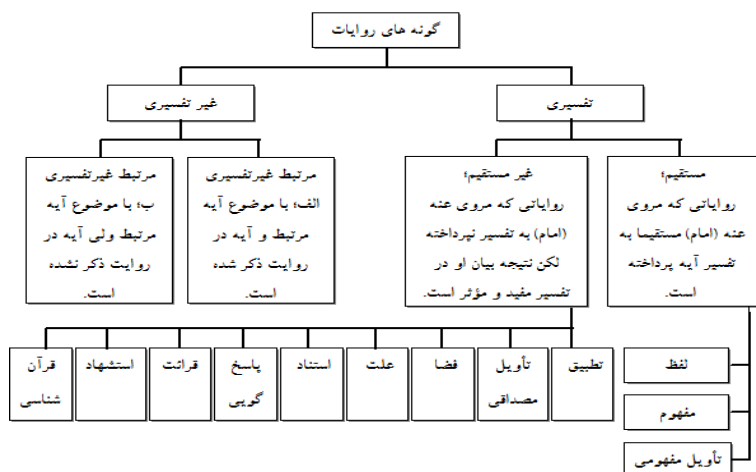 گونه های روایات
تفسیری
غیر تفسیری
مستقیم؛
روایاتی که مروی
عنه (امام) مستقیما به
تفسیر آیه پرداخته
است.
غیر مستقیم؛
روایاتی که مروی عنه
(امام) به تفسیر نپرداخته
لکن نتیجه بیان او در
تفسیر مفید و مؤثر است.
مرتبط غیرتفسیری
الف؛ با موضوع آیه
مرتبط و آیه در
روایت ذکر شده
است.
مرتبط غیرتفسیری
ب؛ با موضوع آیه
مرتبط ولی آیه در
روایت ذکر نشده
است.
لفظ
مفهوم
تأویل مفهومی
تطبیق
تأویل
مصداقی
فضا
علت
استناد
پاسخ
گویی
قرائت
استشهاد
قرآن
شناسی